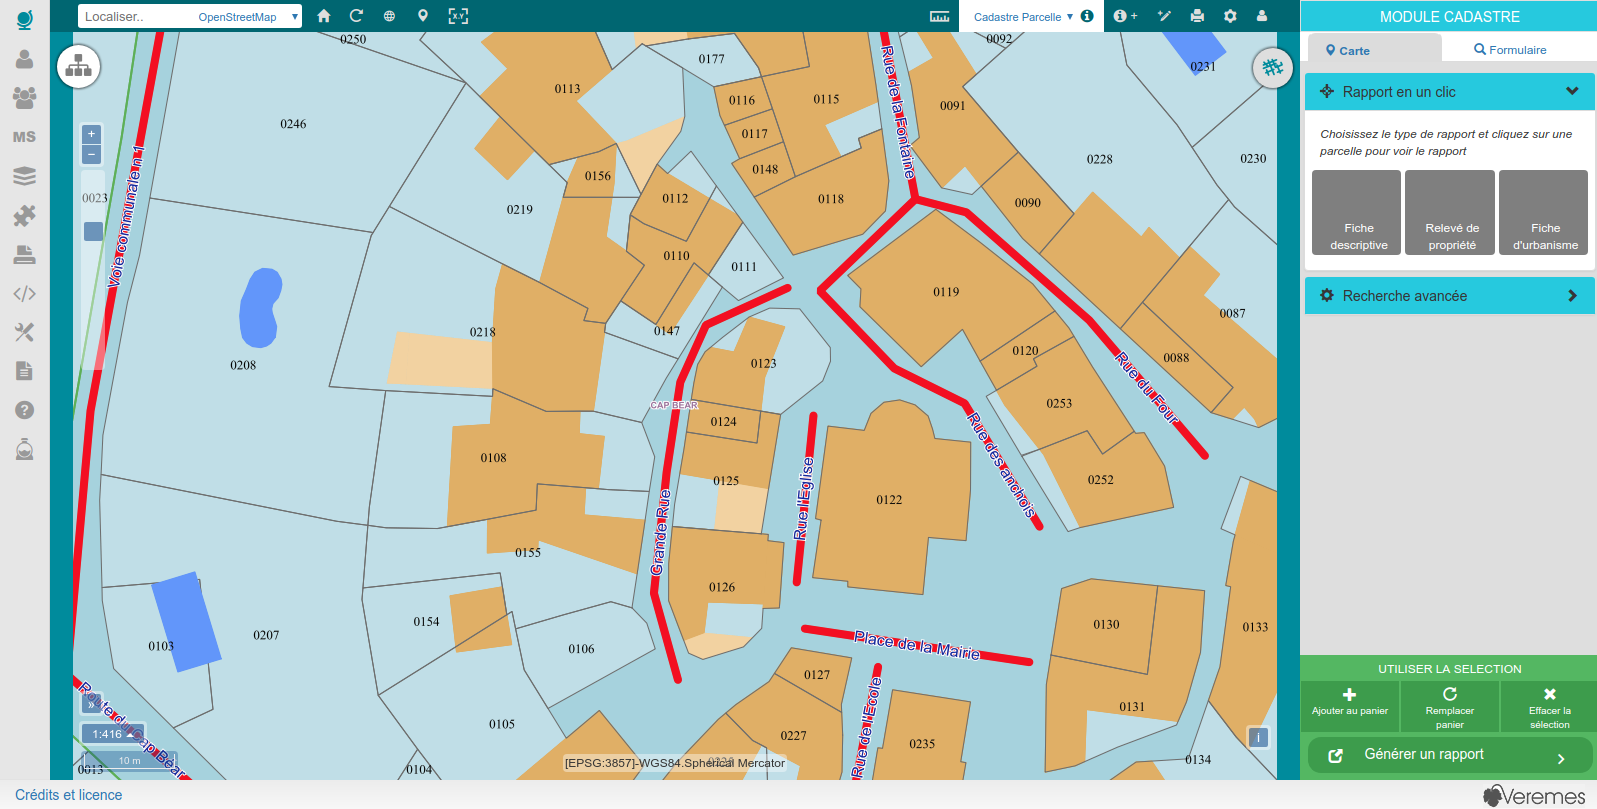 Localiser..
OpenStreetMap
X,Y
Cadastre Parcelle
MODULE CADASTRE
Carte
Formulaire
Rapport en un clic
Choisissez le type de rapport et cliquez sur une
parcelle pour voir le rapport
Fiche
descriptive
Relevé de
propriété
Fiche
d'urbanisme
Recherche avancée
UTILISER LA SELECTION
Ajouter au panier
Remplacer
panier
Effacer la
sélection
Générer un rapport
MS
0250
0177
0092
0231
0113
0116
0115
0091
0246
0117
0228
0230
0148
0156
0023
0112
0118
0090
0219
0110
0111
0119
0087
0218
0147
0120
0088
0208
0123
CAP BEAR
0253
0124
0108
0125
0122
0252
0155
0126
0154
0130
0133
0103
0207
0106
0127
0131
0105
0227
0235
0134
0104
0013
Voie communale n 1
Rue de la Fontaine
Rue du Four
Rue des anchois
Rue l'Eglise
Grande Rue
Place de la Mairie
Rue de l'Ecole
Route du Cap Béar
+
−
»
1:416
10 m
i
[EPSG:3857]-WGS84.Spherical Mercator
Crédits et licence
Veremes